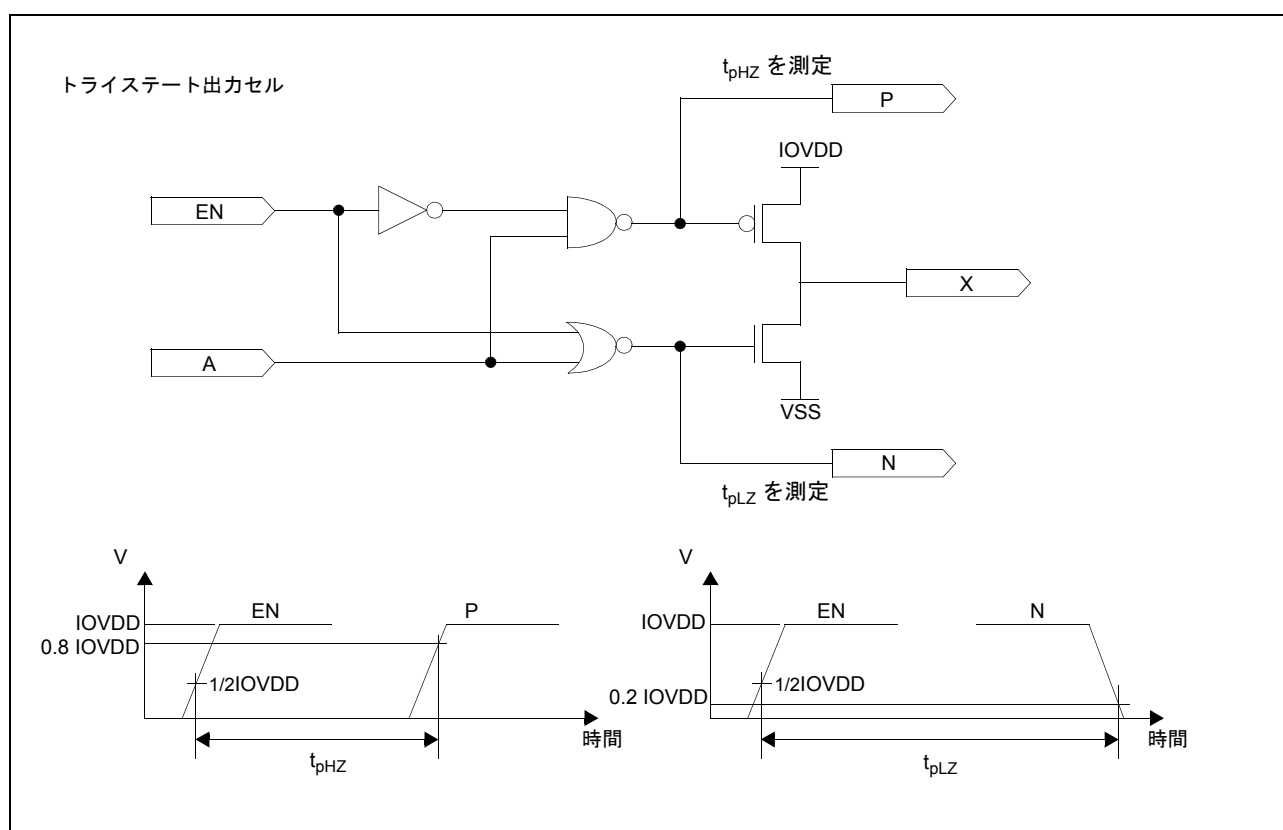 トライステート出力セル
tpHZ を測定
P
IOVDD
EN
X
A
VSS
N
tpLZ を測定
V
IOVDD
EN
P
0.8 IOVDD
1/2IOVDD
時間
tpHZ
V
IOVDD
EN
N
1/2IOVDD
0.2 IOVDD
時間
tpLZ